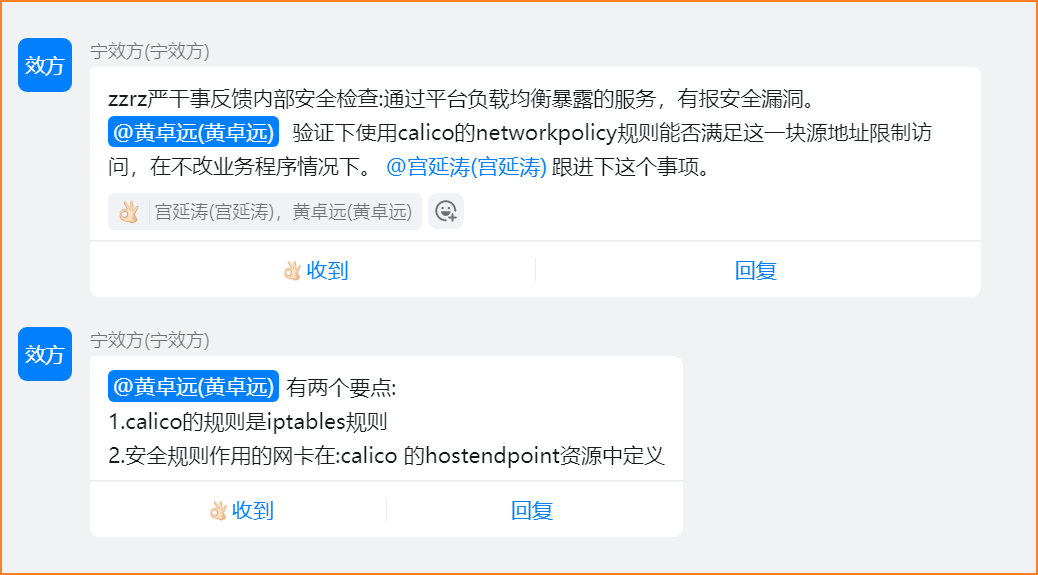 效方
宁效方(宁效方)
zzrz严干事反馈内部安全检查:通过平台负载均衡暴露的服务，有报安全漏洞。
@黄卓远(黄卓远) 验证下使用calico的networkpolicy规则能否满足这一块源地址限制访
问，在不改业务程序情况下。 @宫延涛(宫延涛) 跟进下这个事项。
宫延涛(宫延涛)，黄卓远(黄卓远)
收到
回复
效方
宁效方(宁效方)
@黄卓远(黄卓远) 有两个要点:
1.calico的规则是iptables规则
2.安全规则作用的网卡在:calico 的hostendpoint资源中定义
收到
回复